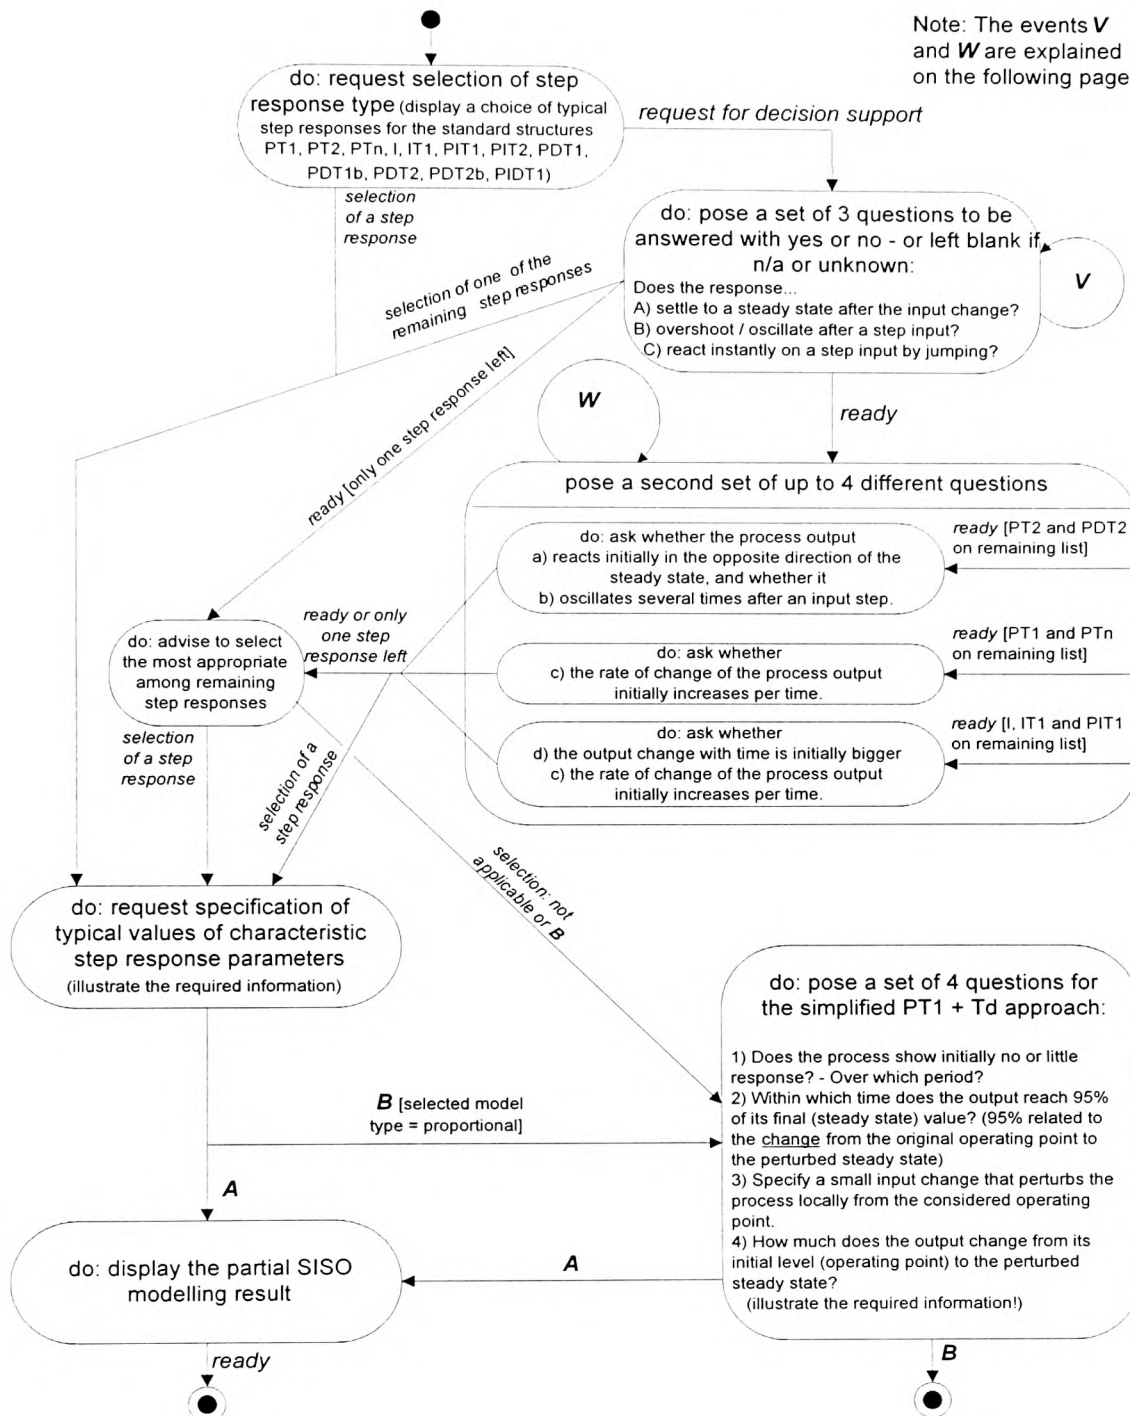 Note: The events V
and W are explained
on the following page
do: request selection of step
response type (display a choice of typical
step responses for the standard structures
PT1, PT2, PTn, I, IT1, PIT1, PIT2, PDT1,
PDT1b, PDT2, PDT2b, PIDT1)
request for decision support
selection
of a step
response
do: pose a set of 3 questions to be
answered with yes or no - or left blank if
n/a or unknown:
Does the response...
A) settle to a steady state after the input change?
B) overshoot / oscillate after a step input?
C) react instantly on a step input by jumping?
V
selection of one of the
remaining step responses
ready [only one step response left]
W
ready
pose a second set of up to 4 different questions
do: ask whether the process output
a) reacts initially in the opposite direction of the
steady state, and whether it
b) oscillates several times after an input step.
ready [PT2 and PDT2
on remaining list]
do: ask whether
c) the rate of change of the process output
initially increases per time.
ready [PT1 and PTn
on remaining list]
do: ask whether
d) the output change with time is initially bigger
c) the rate of change of the process output
initially increases per time.
ready [I, IT1 and PIT1
on remaining list]
ready or only
one step
response left
do: advise to select
the most appropriate
among remaining
step responses
selection
of a step
response
selection of a
step response
selection: not
applicable or B
do: request specification of
typical values of characteristic
step response parameters
(illustrate the required information)
do: pose a set of 4 questions for
the simplified PT1 + Td approach:
1) Does the process show initially no or little
response? - Over which period?
2) Within which time does the output reach 95%
of its final (steady state) value? (95% related to
the change from the original operating point to
the perturbed steady state)
3) Specify a small input change that perturbs the
process locally from the considered operating
point.
4) How much does the output change from its
initial level (operating point) to the perturbed
steady state?
(illustrate the required information!)
B [selected model
type = proportional]
A
do: display the partial SISO
modelling result
A
ready
B